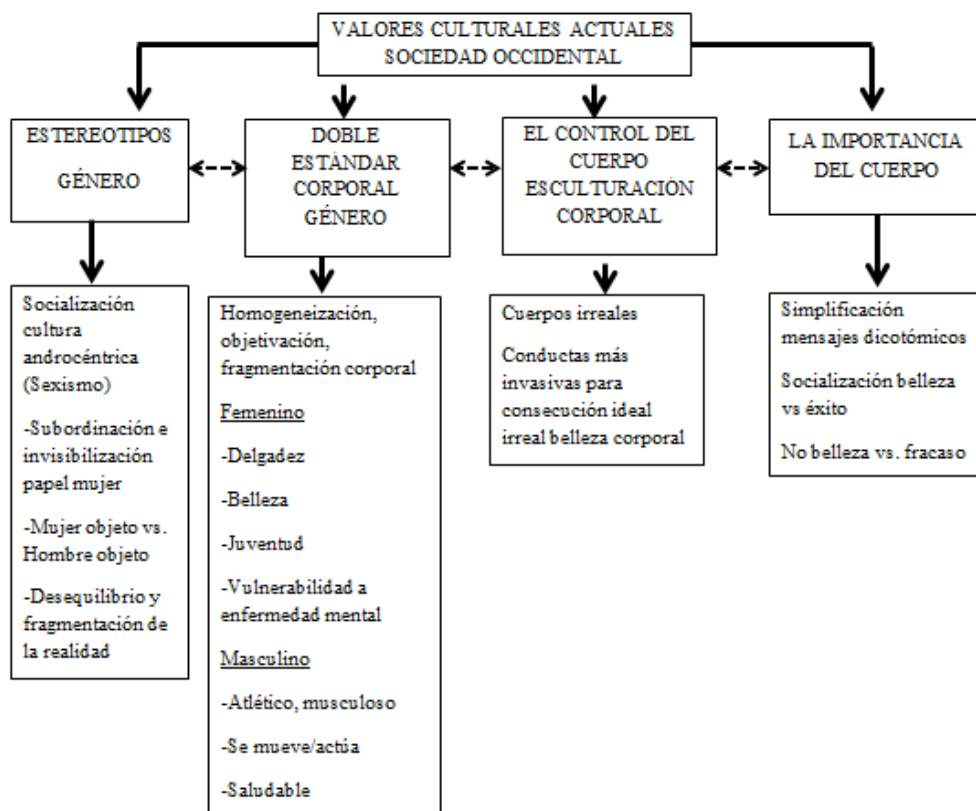 VALORES CULTURALES ACTUALES
SOCIEDAD OCCIDENTAL
ESTEREOTIPOS
GÉNERO
DOBLE
ESTÀNDAR
CORPORAL
GÉNERO
EL CONTROL DEL
CUERPO
ESCULTURACIÓN
CORPORAL
LA IMPORTANCIA
DEL CUERPO
Socialización
cultura
androcéntrica
(Sexismo)
-Subordinación e
invisibilización
papel mujer
-Mujer objeto vs.
Hombre objeto
-Desequilibrio y
fragmentación de
la realidad
Homogeneización,
objetivación,
fragmentación corporal
Femenino
-Delgadez
-Belleza
-Juventud
-Vulnerabilidad a
enfermedad mental
Masculino
-Atlético, musculoso
-Se mueve/actúa
-Saludable
Cuerpos irreales
Conductas más
invasivas para
consecución ideal
irreal belleza corporal
Simplificación
mensajes dicotómicos
Socialización belleza
vs éxito
No belleza vs. fracaso